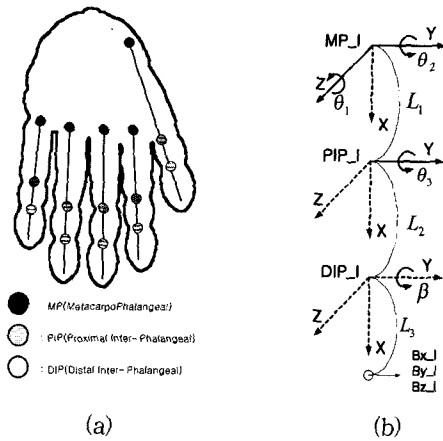 MP(MetacarpoPhalangeal)
: PIP(Proximal Inter-Phalangeal)
: DIP(Distal Inter-Phalangeal)
(a)
MP_I
Y
θ2
Z
θ1
X
L1
PIP_I
Y
θ3
Z
X
L2
DIP_I
Y
β
Z
X
L3
Bx_I
By_I
Bz_I
(b)